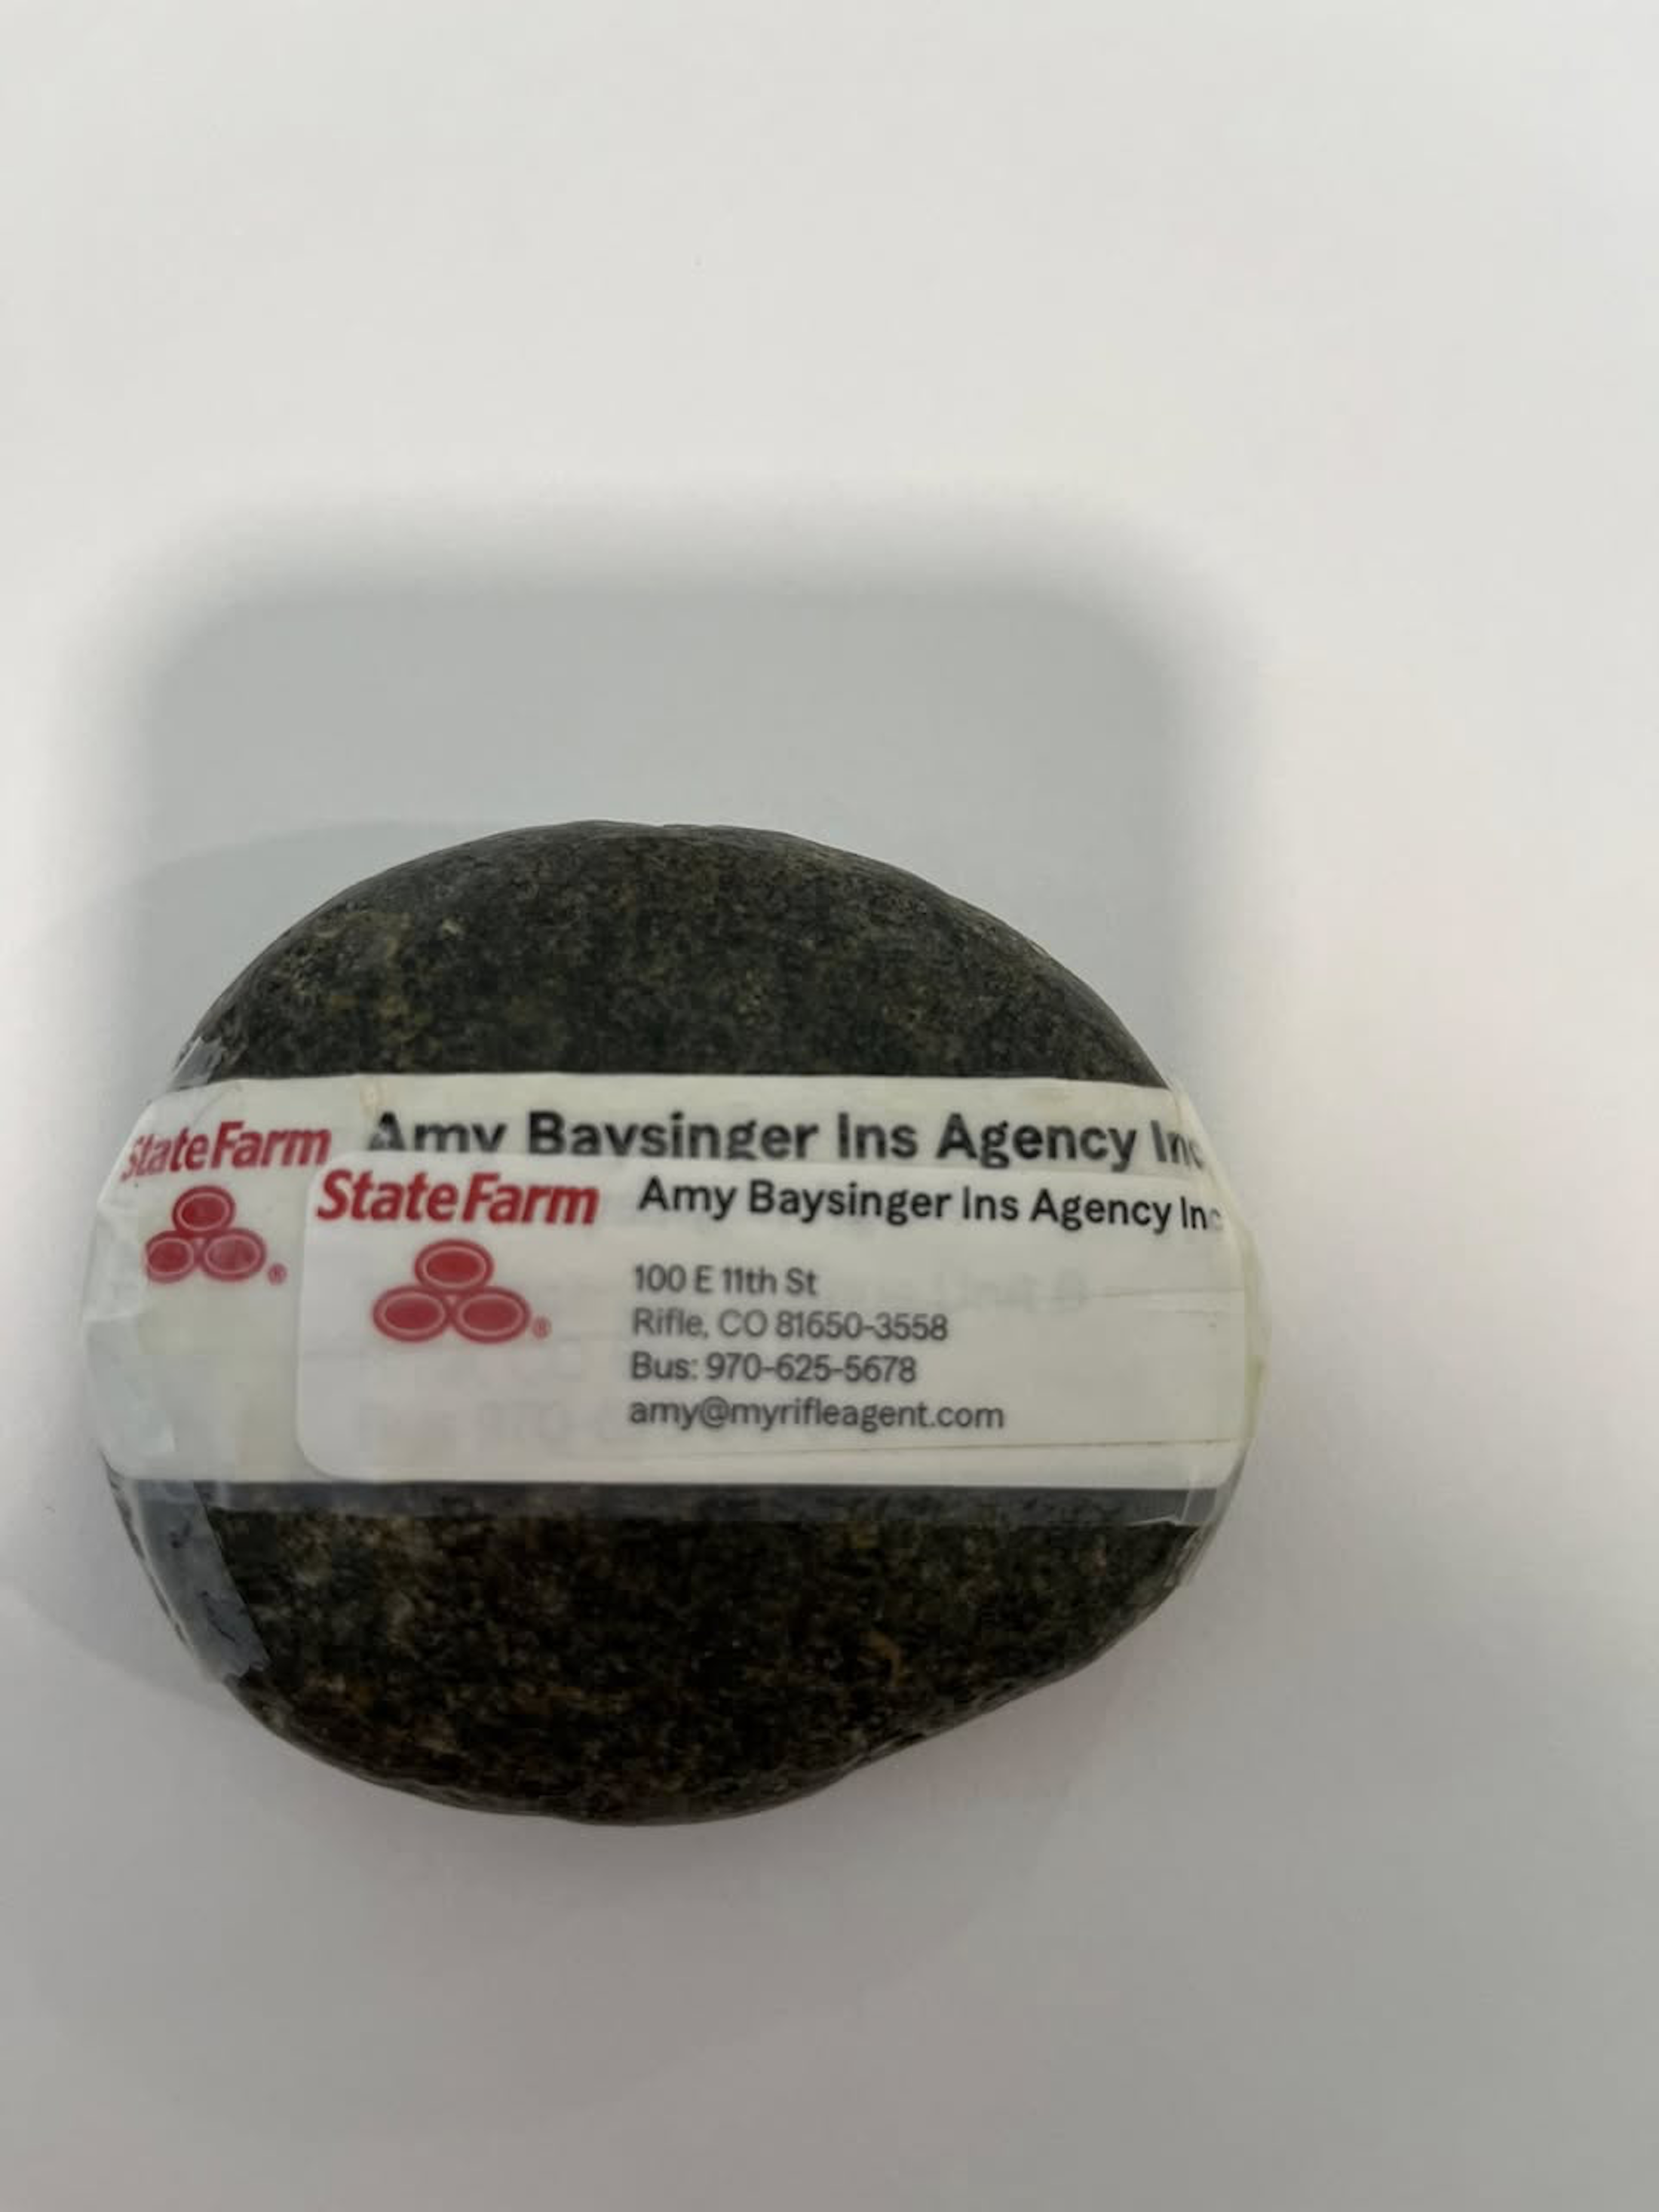 StateFarm Amy Baysinger Ins Agency Inc
StateFarm Amy Baysinger Ins Agency Inc
®
®
100 E 11th St
Rifle, CO 81650-3558
Bus: 970-625-5678
amy@myrifleagent.com